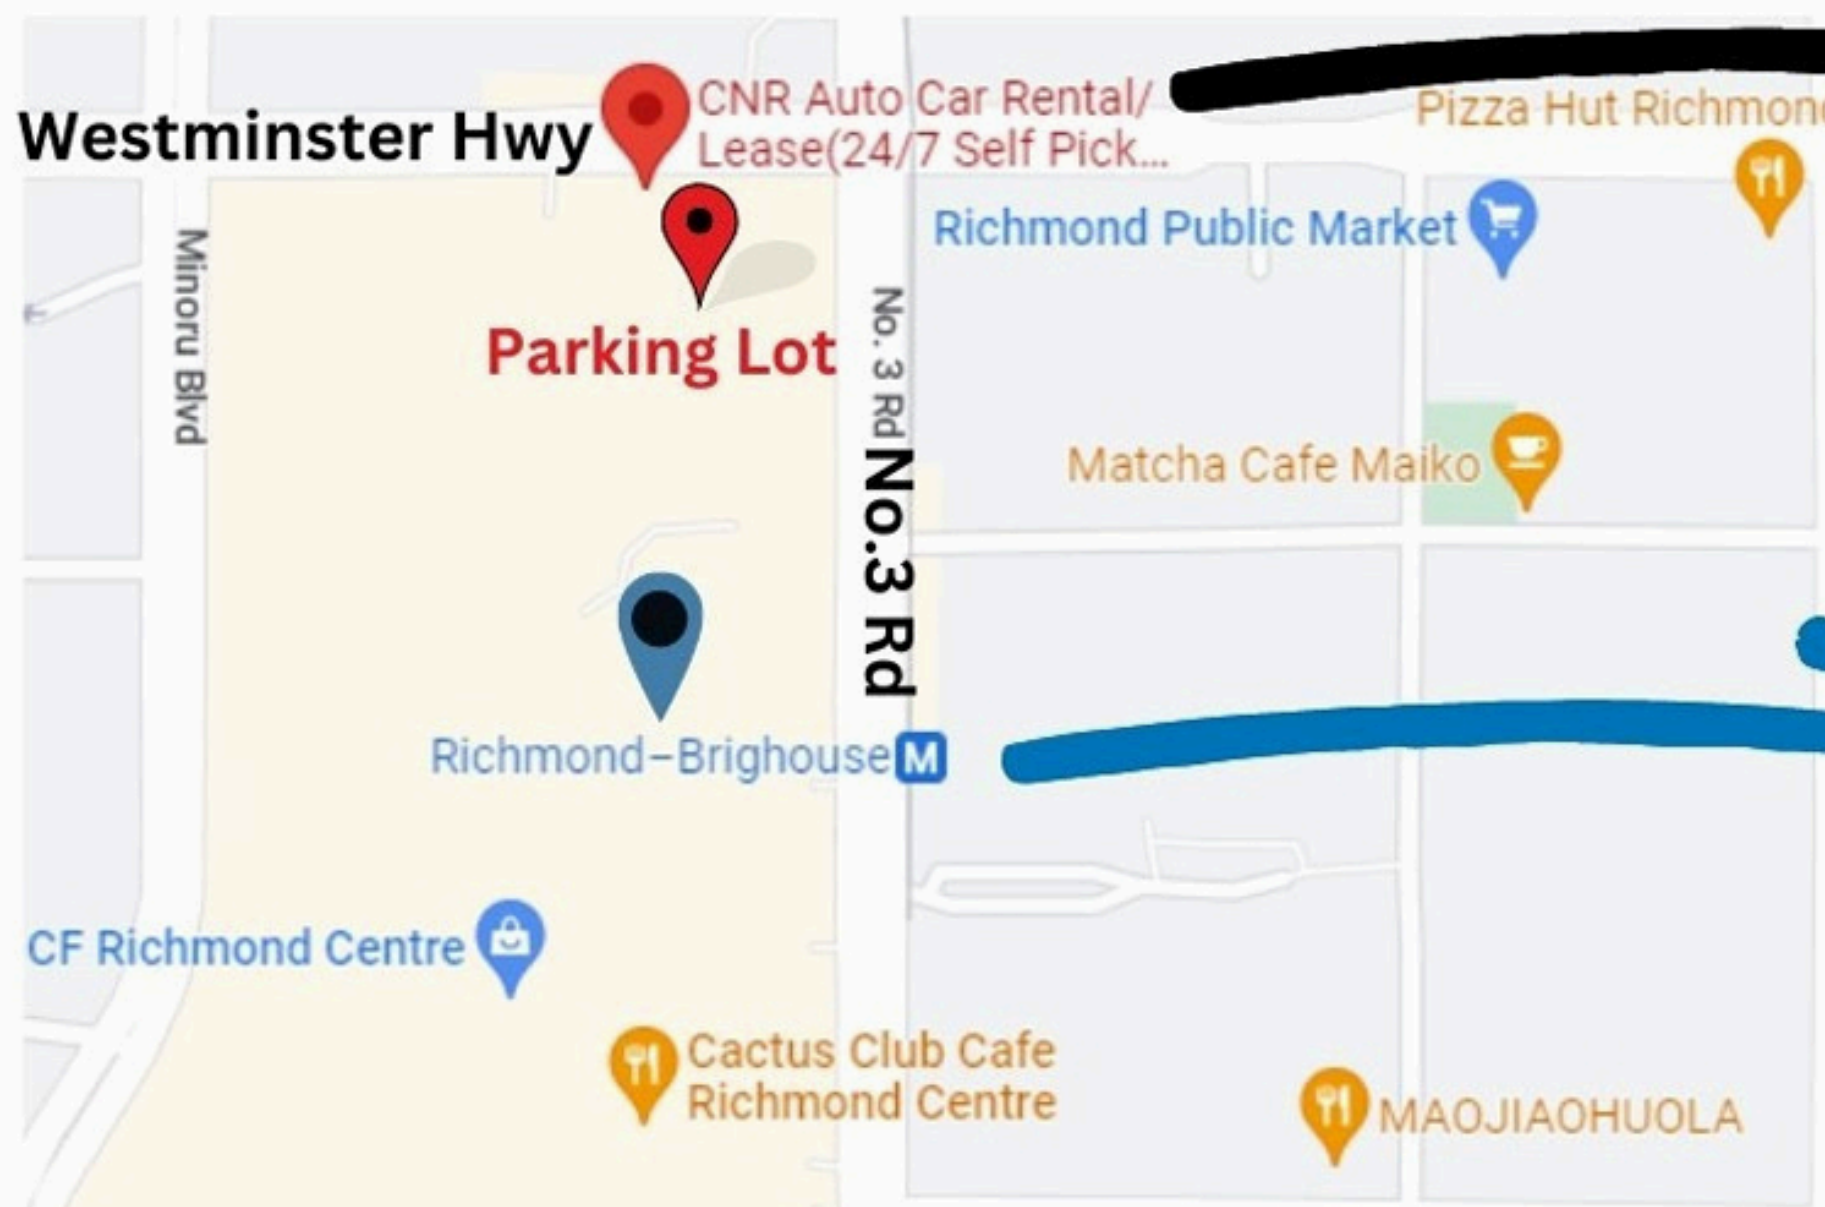 CNR Auto Car Rental/
Lease(24/7 Self Pick...
Westminster Hwy
Pizza Hut Richmond
Richmond Public Market
Minoru Blvd
No. 3 Rd
Parking Lot
Matcha Cafe Maiko
No.3 Rd
Richmond–Brighouse M
CF Richmond Centre
Cactus Club Cafe
Richmond Centre
MAOJIAOHUOLA